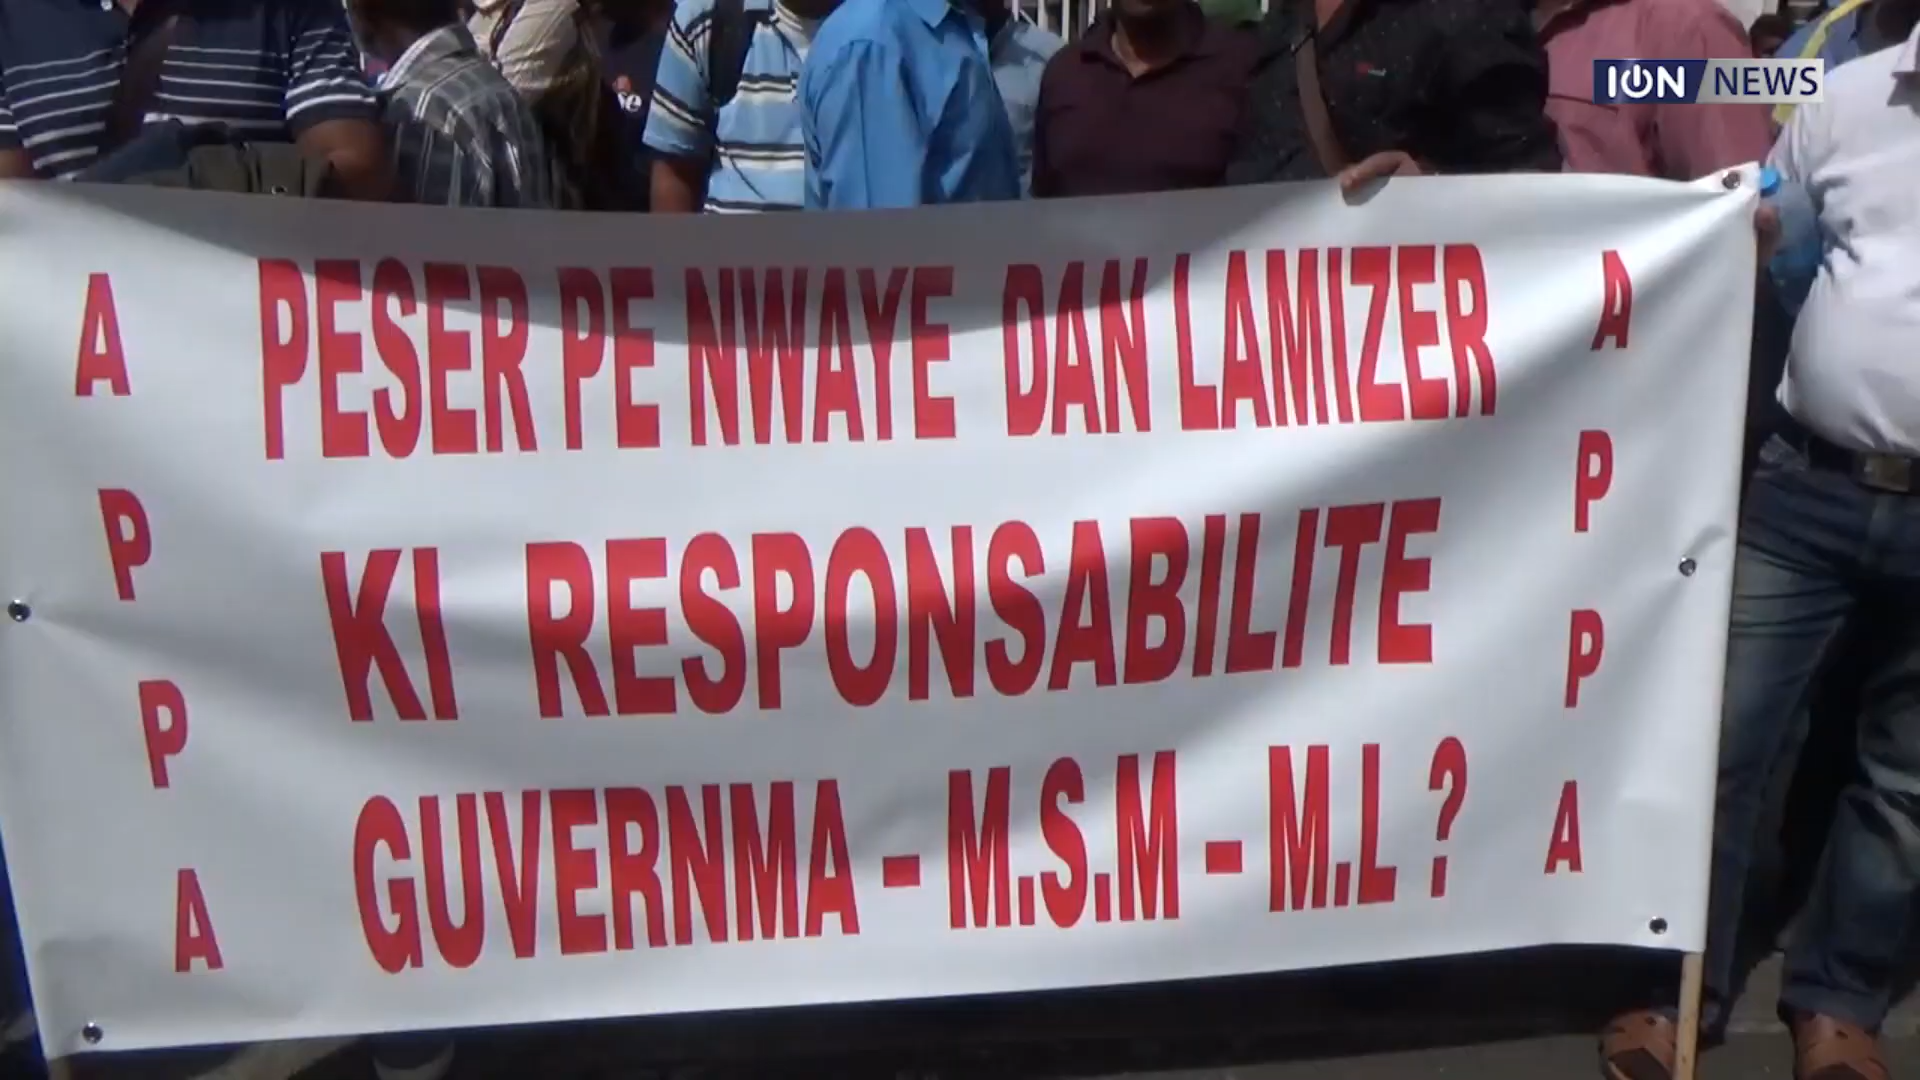 ION NEWS
PESER PE NWAYE DAN LAMIZER
KI RESPONSABILITE
GUVERNMA - M.S.M - M.L ?
A
P
P
A
A
P
P
A